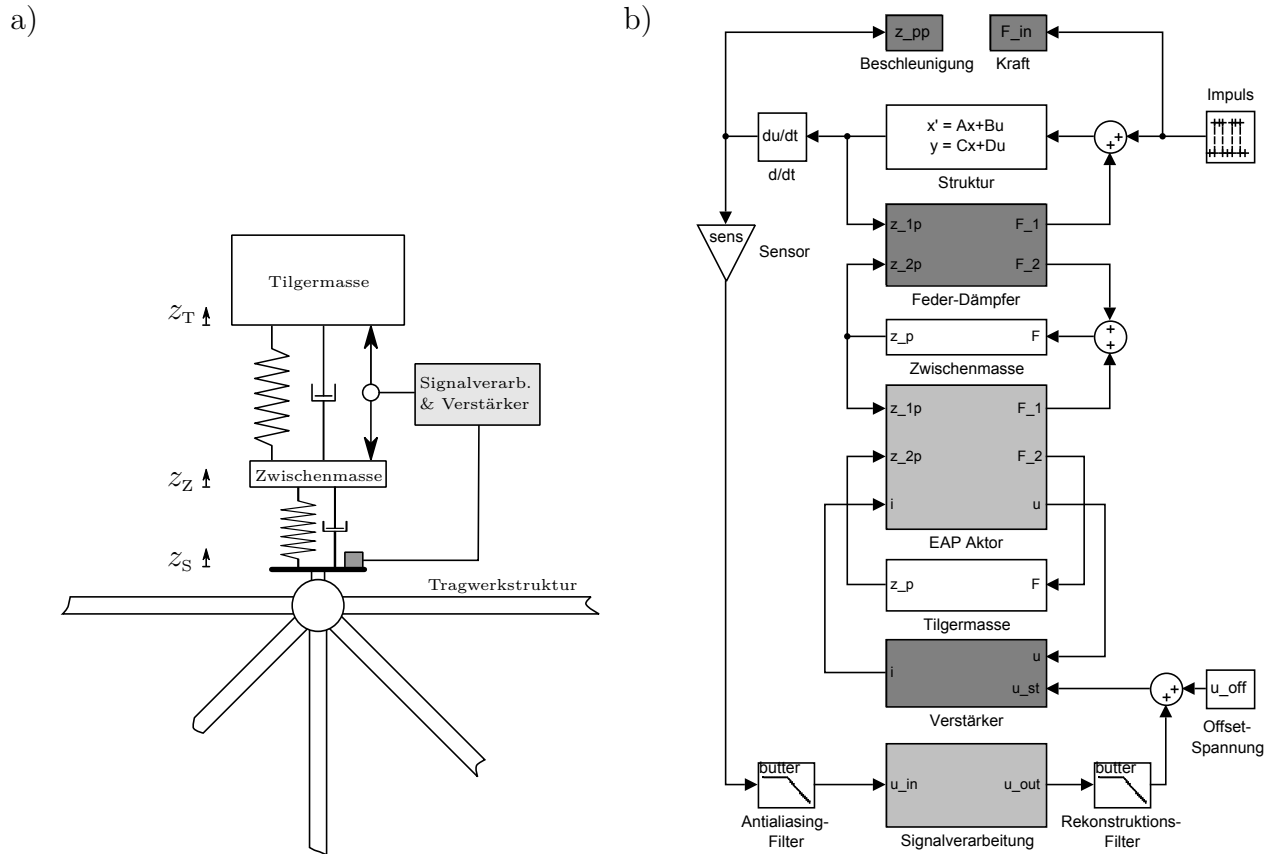 a)
Tilgermasse
z_T
Signalverarb.
& Verstärker
Zwischenmasse
z_Z
z_S
Tragwerkstruktur
b)
z_pp
F_in
Beschleunigung
Kraft
Impuls
du/dt
x' = Ax+Bu
y = Cx+Du
+
+
d/dt
Struktur
sens
Sensor
z_1p
F_1
z_2p
F_2
Feder-Dämpfer
z_p
F
+
+
Zwischenmasse
z_1p
F_1
z_2p
F_2
i
u
EAP Aktor
z_p
F
Tilgermasse
i
u
u_st
Verstärker
+
+
u_off
Offset-
Spannung
butter
u_in
u_out
butter
Antialiasing-
Filter
Signalverarbeitung
Rekonstruktions-
Filter